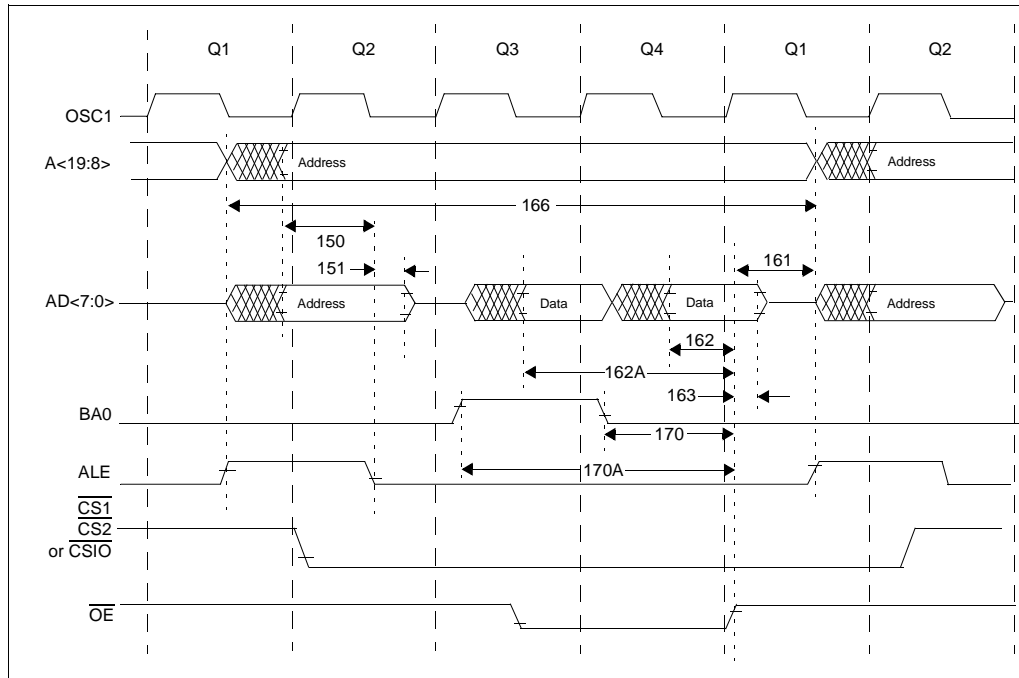 Q1 Q2 Q3 Q4 Q1 Q2
OSC1
A<19:8>
Address Address
166
150
151 161
AD<7:0>
Address Data Data Address
162
162A
163
BA0
170
170A
ALE
CS1
CS2
or CSIO
OE